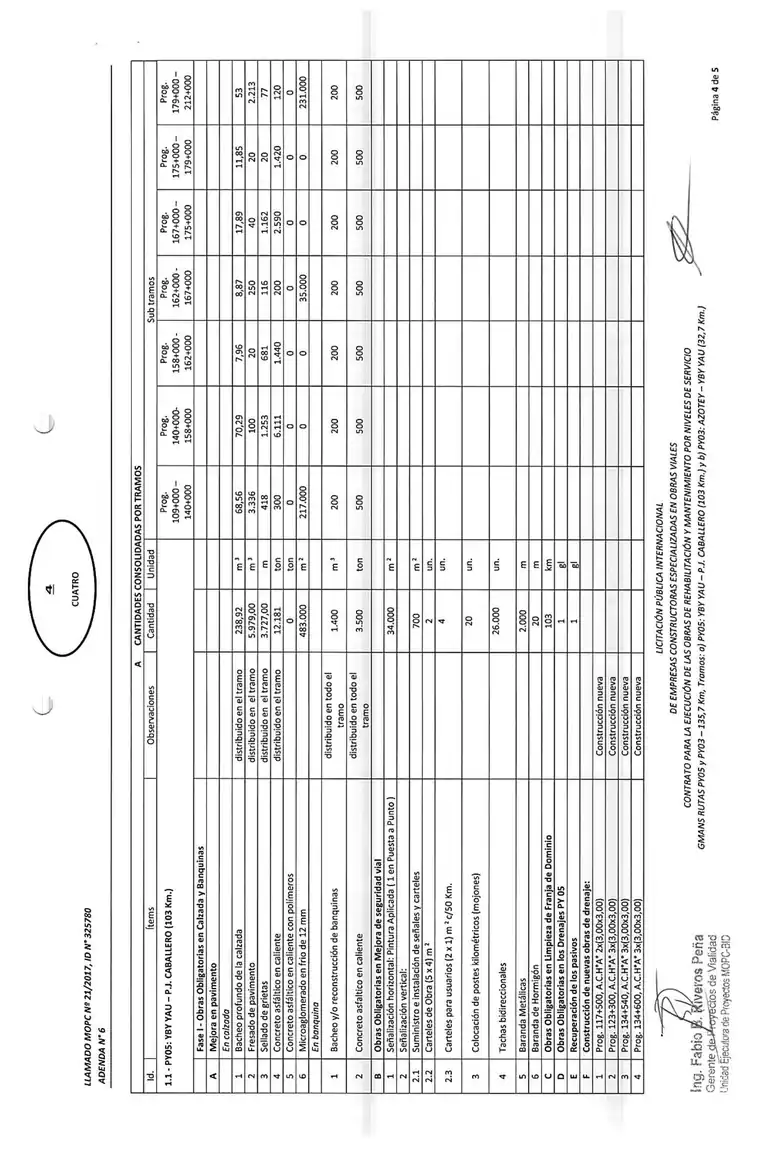 LLAMADO MOPC Nº 21/2017, ID N° 325780
ADENDA N° 6
4
CUATRO
A CANTIDADES CONSOLIDADAS POR TRAMOS
Id. Ítems Observaciones Cantidad Unidad Sub tramos
1.1 - PY05: YBY YAU – P.J. CABALLERO (103 Km.) Prog. 109+000 – 140+000 Prog. 140+000- 158+000 Prog. 158+000 - 162+000 Prog. 162+000 - 167+000 Prog. 167+000 – 175+000 Prog. 175+000 – 179+000 Prog. 179+000 – 212+000
Fase I - Obras Obligatorias en Calzada y Banquinas
A Mejora en pavimento
En calzada
1 Bacheo profundo de la calzada distribuido en el tramo 238,92 m ³ 68,56 70,29 7,96 8,87 17,89 11,85 53
2 Fresado de pavimento distribuido en el tramo 5.979,00 m ³ 3.336 100 20 250 40 20 2.213
3 Sellado de grietas distribuido en el tramo 3.727,00 m 418 1.253 681 116 1.162 20 77
4 Concreto asfáltico en caliente distribuido en el tramo 12.181 ton 300 6.111 1.440 200 2.590 1.420 120
5 Concreto asfáltico en caliente con polímeros 0 ton 0 0 0 0 0 0 0
6 Microaglomerado en frío de 12 mm 483.000 m ² 217.000 0 0 35.000 0 0 231.000
En banquina
1 Bacheo y/o reconstrucción de banquinas distribuido en todo el tramo 1.400 m ³ 200 200 200 200 200 200 200
2 Concreto asfaltico en caliente distribuido en todo el tramo 3.500 ton 500 500 500 500 500 500 500
B Obras Obligatorias en Mejora de seguridad vial
1 Señalización horizontal: Pintura Aplicada ( 1 en Puesta a Punto ) 34.000 m ²
2 Señalización vertical:
2.1 Suministro e instalación de señales y carteles 700 m ²
2.2 Carteles de Obra (5 x 4) m ² 2 un.
2.3 Carteles para usuarios (2 x 1) m ² c/50 Km. 4 un.
3 Colocación de postes kilométricos (mojones) 20 un.
4 Tachas bidireccionales 26.000 un.
5 Baranda Metálicas 2.000 m
6 Baranda de Hormigón 20 m
C Obras Obligatorias en Limpieza de Franja de Dominio 103 km
D Obras Obligatorias en los Drenajes PY 05 1 gl
E Recuperación de los pasivos 1 gl
F Construcción de nuevas obras de drenaje:
1 Prog. 117+500, A.C.HºAº 2x(3,00x3,00) Construcción nueva
2 Prog. 123+300, A.C.HºAº 3x(3,00x3,00) Construcción nueva
3 Prog. 134+540, A.C.HºAº 3x(3,00x3,00) Construcción nueva
4 Prog. 134+600, A.C.HºAº 3x(3,00x3,00) Construcción nueva
LICITACIÓN PÚBLICA INTERNACIONAL
DE EMPRESAS CONSTRUCTORAS ESPECIALIZADAS EN OBRAS VIALES
CONTRATO PARA LA EJECUCIÓN DE LAS OBRAS DE REHABILITACIÓN Y MANTENIMIENTO POR NIVELES DE SERVICIO
GMANS RUTAS PY05 y PY03 – 135,7 Km, Tramos: a) PY05: YBY YAU – P.J. CABALLERO (103 Km.) y b) PY03: AZOTEY – YBY YAU (32,7 Km.)
Ing. Fabio B. Riveros Peña
Gerente de Proyectos de Vialidad
Unidad Ejecutora de Proyectos MOPC-BID
Página 4 de 5